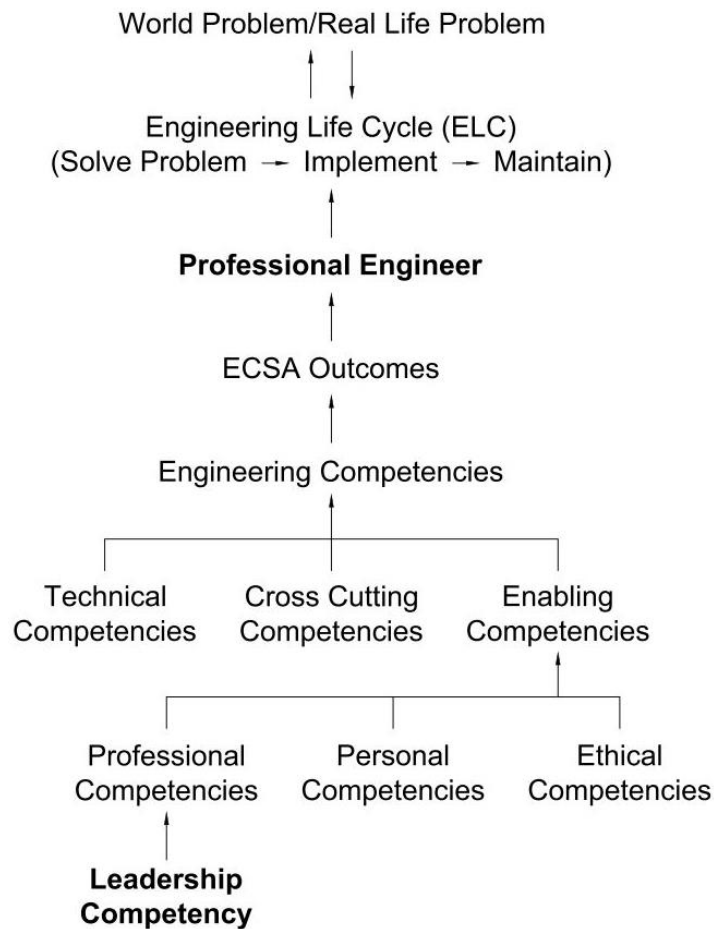 World Problem/Real Life Problem
Engineering Life Cycle (ELC)
(Solve Problem → Implement → Maintain)
Professional Engineer
ECSA Outcomes
Engineering Competencies
Technical
Competencies
Cross Cutting
Competencies
Enabling
Competencies
Professional
Competencies
Personal
Competencies
Ethical
Competencies
Leadership
Competency